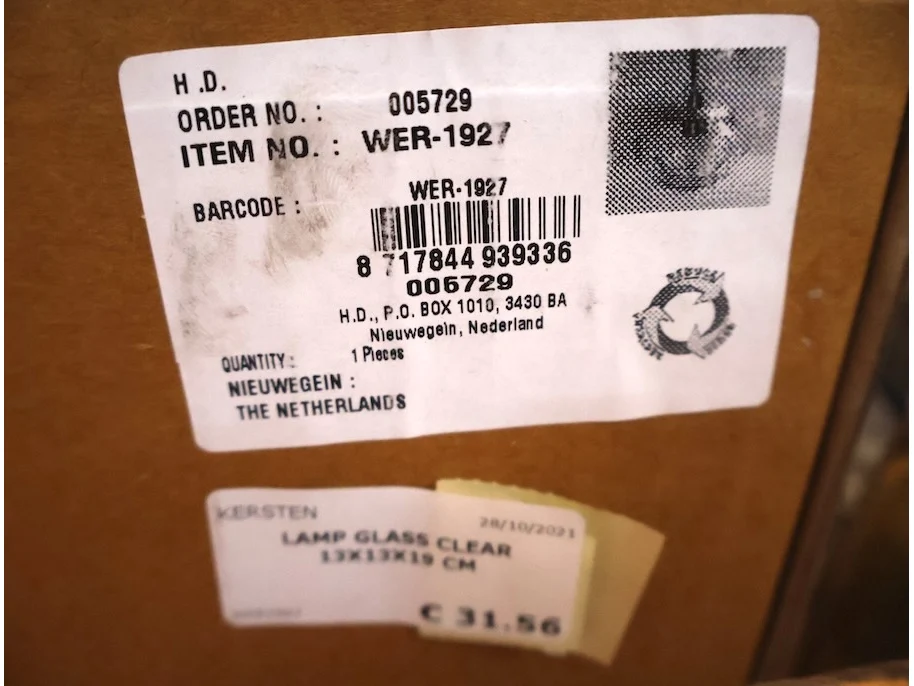 H.D.
ORDER NO. : 005729
ITEM NO. : WER-1927
WER-1927
BARCODE :
8 717844 939336
005729
H.D., P.O. BOX 1010, 3430 BA
Nieuwegein, Nederland
QUANTITY : 1 Pieces
NIEUWEGEIN :
THE NETHERLANDS
KERSTEN
28/10/2021
LAMP GLASS CLEAR
13X13X19 CM
€ 31.56